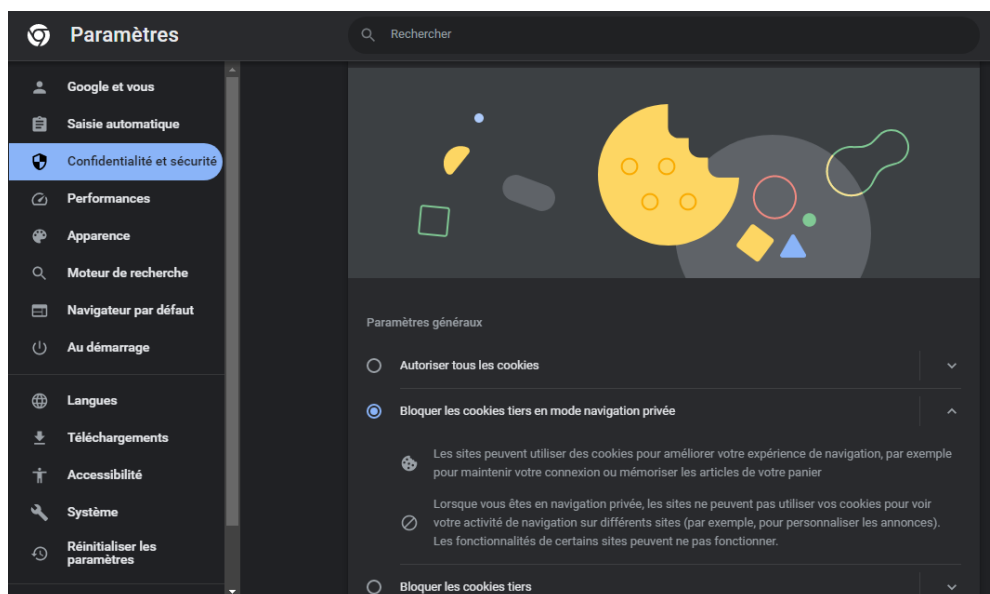 Paramètres
Rechercher
Google et vous
Saisie automatique
Confidentialité et sécurité
Performances
Apparence
Moteur de recherche
Navigateur par défaut
Au démarrage
Langues
Téléchargements
Accessibilité
Système
Réinitialiser les
paramètres
Paramètres généraux
Autoriser tous les cookies
Bloquer les cookies tiers en mode navigation privée
Les sites peuvent utiliser des cookies pour améliorer votre expérience de navigation, par exemple
pour maintenir votre connexion ou mémoriser les articles de votre panier
Lorsque vous êtes en navigation privée, les sites ne peuvent pas utiliser vos cookies pour voir
votre activité de navigation sur différents sites (par exemple, pour personnaliser les annonces).
Les fonctionnalités de certains sites peuvent ne pas fonctionner.
Bloquer les cookies tiers